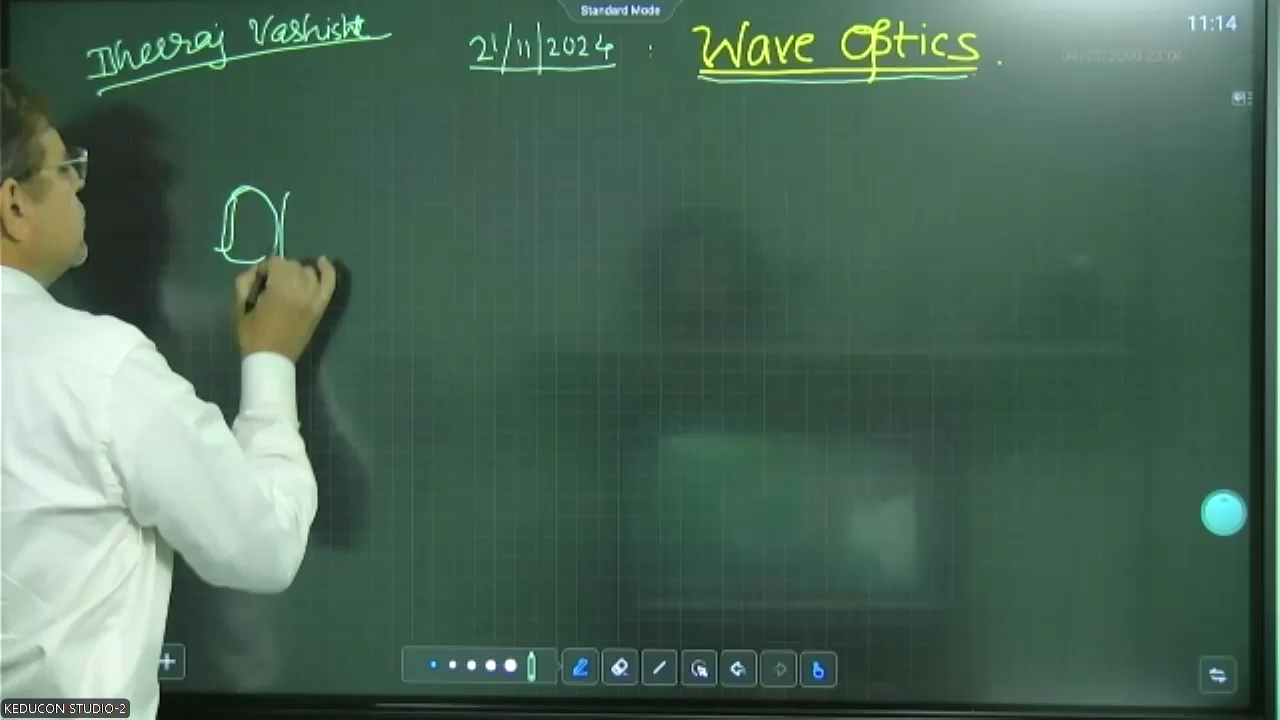 Standard Mode
11:14
Dheeraj Vashisht 21/11/2024 : Wave Optics.
KEDUCON STUDIO-2